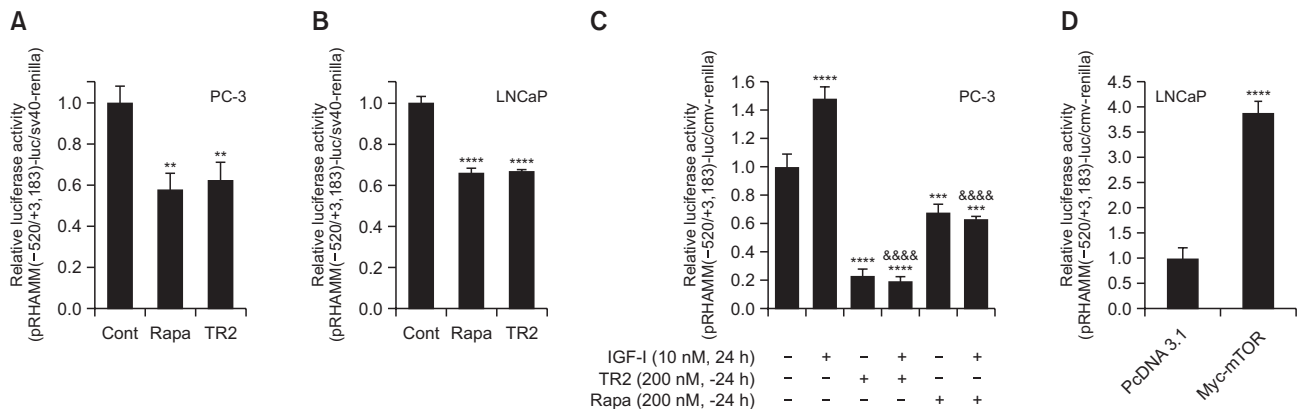 A
Relative luciferase activity
(pRHAMM(−520/+3,183)-luc/sv40-renilla)
1.0
0.8
0.6
0.4
0.2
0.0
PC-3
**
**
Cont Rapa TR2
B
Relative luciferase activity
(pRHAMM(−520/+3,183)-luc/sv40-renilla)
1.0
0.8
0.6
0.4
0.2
0.0
LNCaP
****
****
Cont Rapa TR2
C
Relative luciferase activity
(pRHAMM(−520/+3,183)-luc/cmv-renilla)
1.6
1.4
1.2
1.0
0.8
0.6
0.4
0.2
0.0
PC-3
****
****
&&&&
****
***
&&&&
***
IGF-I (10 nM, 24 h) − + − + − +
TR2 (200 nM, -24 h) − − + + − −
Rapa (200 nM, -24 h) − − − − + +
D
Relative luciferase activity
(pRHAMM(−520/+3,183)-luc/cmv-renilla)
4.5
4.0
3.5
3.0
2.5
2.0
1.5
1.0
0.5
0.0
LNCaP
****
PcDNA 3.1
Myc-mTOR